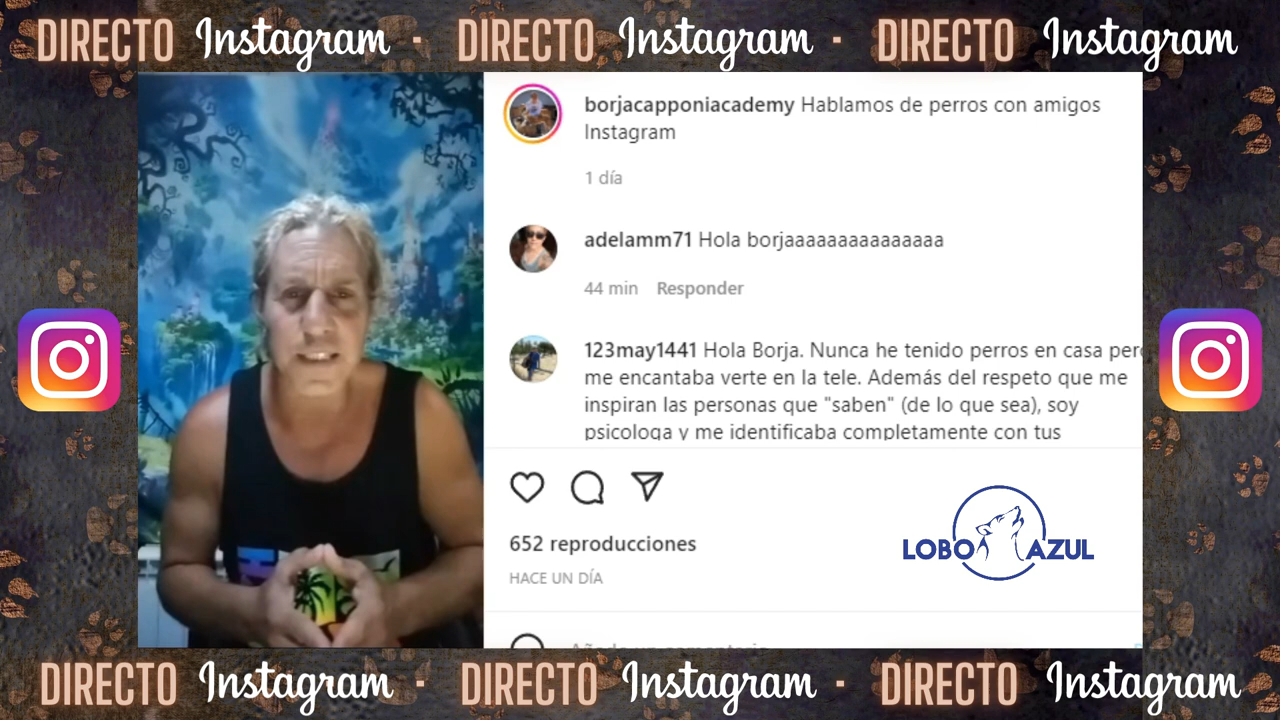 DIRECTO Instagram · DIRECTO Instagram · DIRECTO Instagram
borjacapponiacademy Hablamos de perros con amigos
Instagram
1 día
adelamm71 Hola borjaaaaaaaaaaaaaaa
44 min Responder
123may1441 Hola Borja. Nunca he tenido perros en casa
me encantaba verte en la tele. Además del respeto que me
inspiran las personas que "saben" (de lo que sea), soy
psicologa y me identificaba completamente con tus
652 reproducciones
LOBO AZUL
HACE UN DÍA
DIRECTO Instagram · DIRECTO Instagram · DIRECTO Instagram